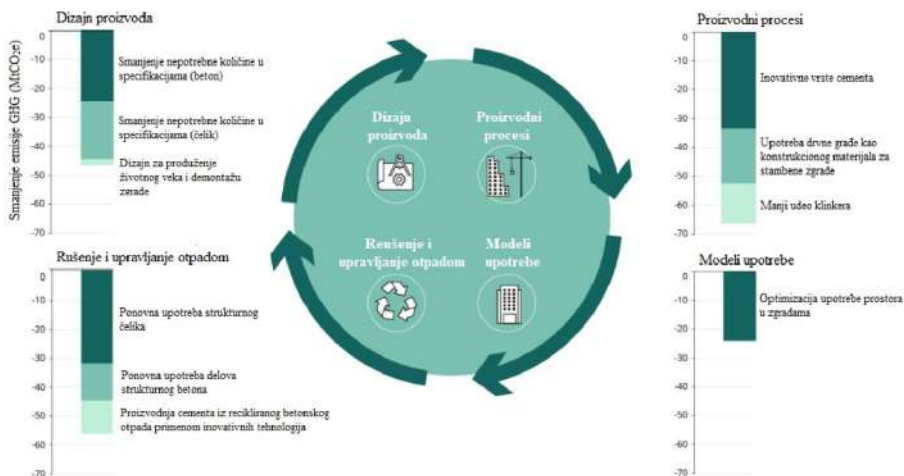 Dizajn proizvoda
Smanjenje emisije GHG (MtCO2e)
0
-10
-20
-30
-40
-50
-60
-70
Smanjenje nepotrebne količine u
specifikacijama (beton)
Smanjenje nepotrebne količine u
specifikacijama (čelik)
Dizajn za produženje
životnog veka i demontažu
zgrade
Dizajn
proizvoda
Proizvodni
procesi
Reušenje i
upravljanje otpadom
Modeli
upotrebe
Proizvodni procesi
0
-10
-20
-30
-40
-50
-60
-70
Inovativne vrste cementa
Upotreba drvne građe kao
konstrukcionog materijala za
stambene zgrade
Manji udeo klinkera
Rušenje i upravljanje otpadom
0
-10
-20
-30
-40
-50
-60
-70
Ponovna upotreba strukturnog
čelika
Ponovna upotreba delova
strukturnog betona
Proizvodnja cementa iz recikliranog betonskog
otpada primenom inovativnih tehnologija
Modeli upotrebe
0
-10
-20
-30
-40
-50
-60
-70
Optimizacija upotrebe prostora
u zgradama